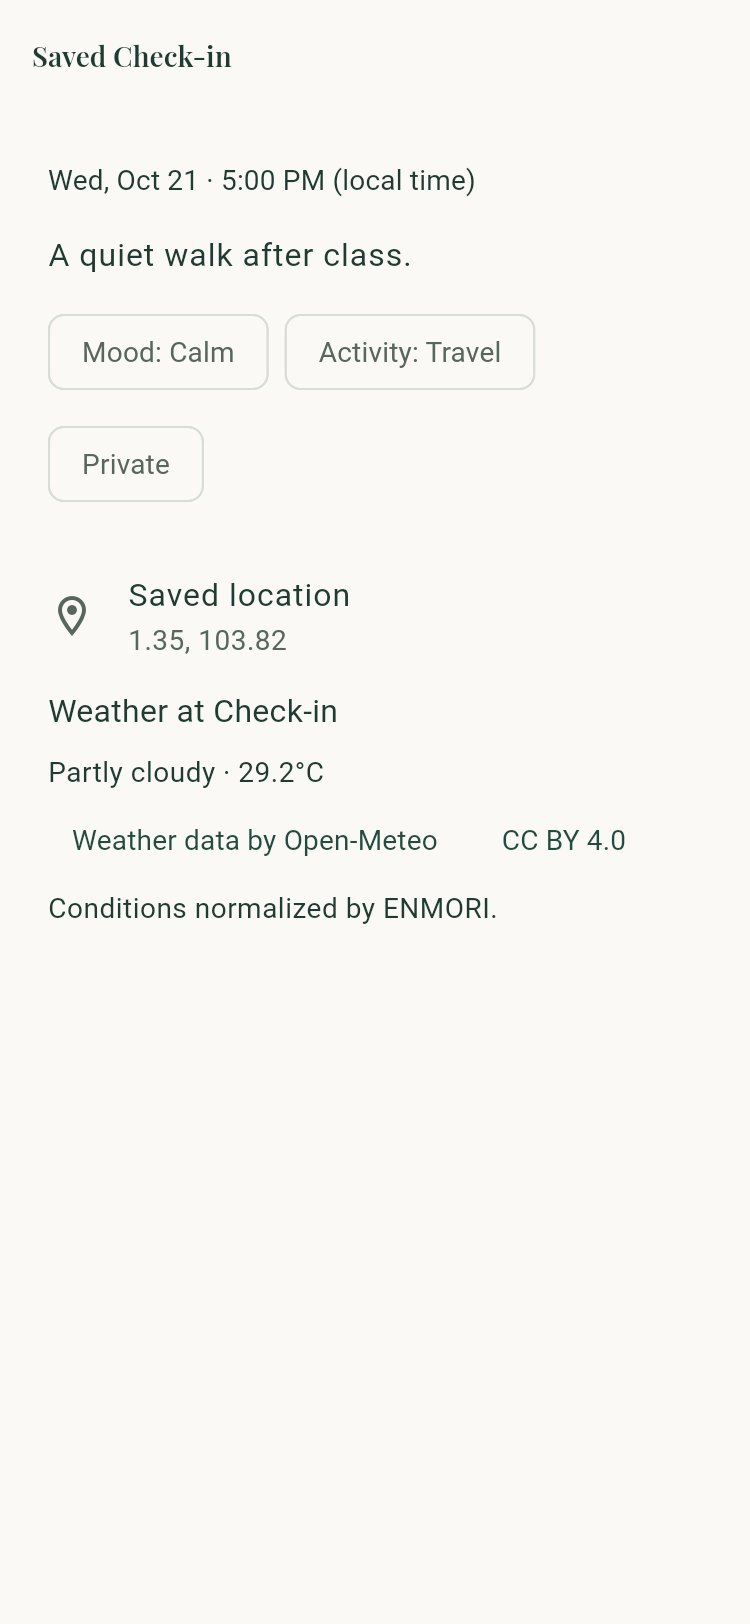 Saved Check-in
Wed, Oct 21 · 5:00 PM (local time)
A quiet walk after class.
Mood: Calm Activity: Travel
Private
Saved location
1.35, 103.82
Weather at Check-in
Partly cloudy · 29.2°C
Weather data by Open-Meteo CC BY 4.0
Conditions normalized by ENMORI.